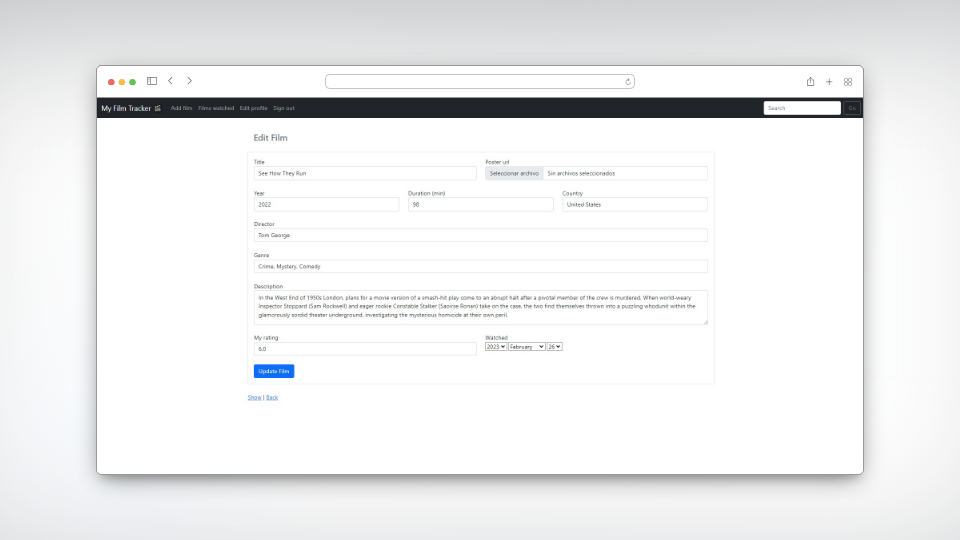 My Film Tracker Add film Films watched Edit profile Sign out Search Go
Edit Film
Title Poster url
See How They Run Seleccionar archivo Sin archivos seleccionados
Year Duration (min) Country
2022 98 United States
Director
Tom George
Genre
Crime, Mystery, Comedy
Description
In the West End of 1950s London, plans for a movie version of a smash-hit play come to an abrupt halt after a pivotal member of the crew is murdered. When world-weary
Inspector Stoppard (Sam Rockwell) and eager rookie Constable Stalker (Saoirse Ronan) take on the case, the two find themselves thrown into a puzzling whodunit within the
glamorously sordid theater underground, investigating the mysterious homicide at their own peril.
My rating Watched
6.0 2023 February 26
Update Film
Show | Back